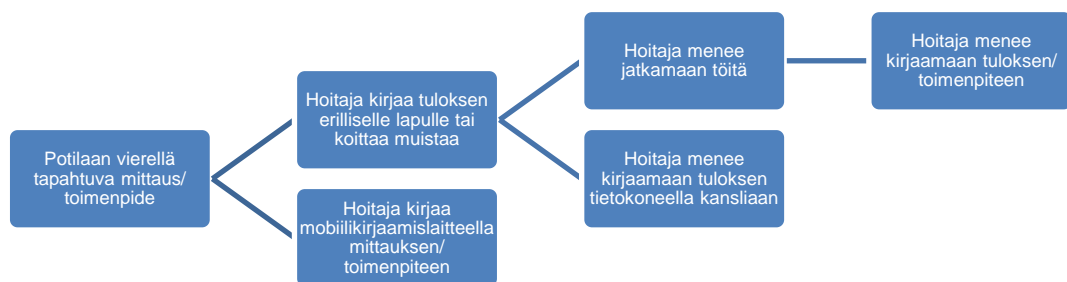 Potilaan vierellä
tapahtuva mittaus/
toimenpide
Hoitaja kirjaa tuloksen
erilliselle lapulle tai
koittaa muistaa
Hoitaja menee
jatkamaan töitä
Hoitaja menee
kirjaamaan tuloksen/
toimenpiteen
Hoitaja menee
kirjaamaan tuloksen
tietokoneella kansliaan
Hoitaja kirjaa
mobiilikirjaamislaitteella
mittauksen/
toimenpiteen